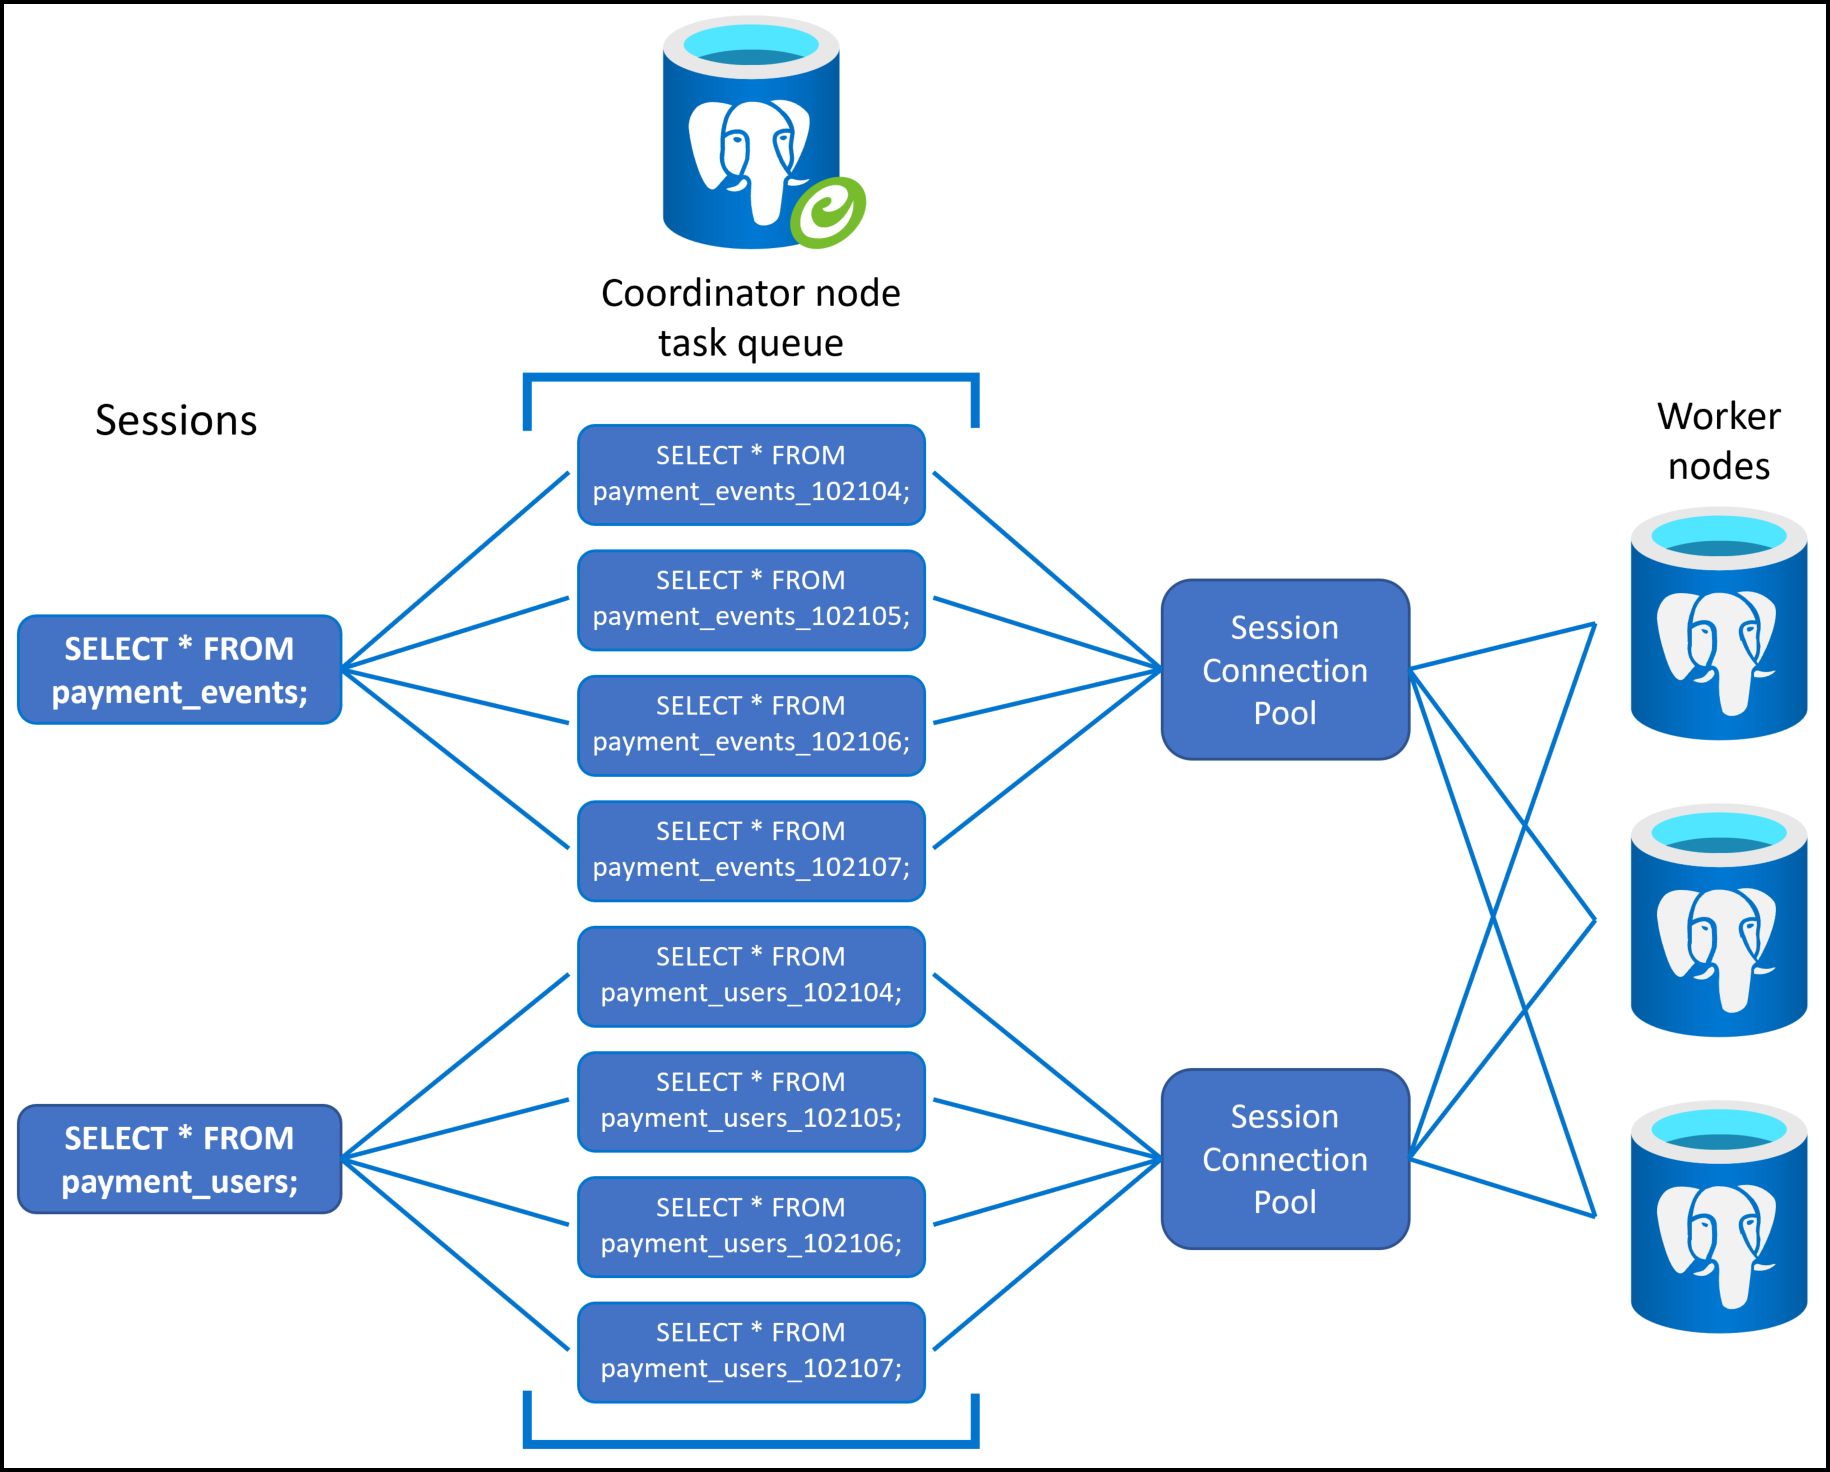 Coordinator node
task queue
Sessions
Worker
nodes
SELECT * FROM
payment_events;
SELECT * FROM
payment_users;
SELECT * FROM
payment_events_102104;
SELECT * FROM
payment_events_102105;
SELECT * FROM
payment_events_102106;
SELECT * FROM
payment_events_102107;
SELECT * FROM
payment_users_102104;
SELECT * FROM
payment_users_102105;
SELECT * FROM
payment_users_102106;
SELECT * FROM
payment_users_102107;
Session
Connection
Pool
Session
Connection
Pool